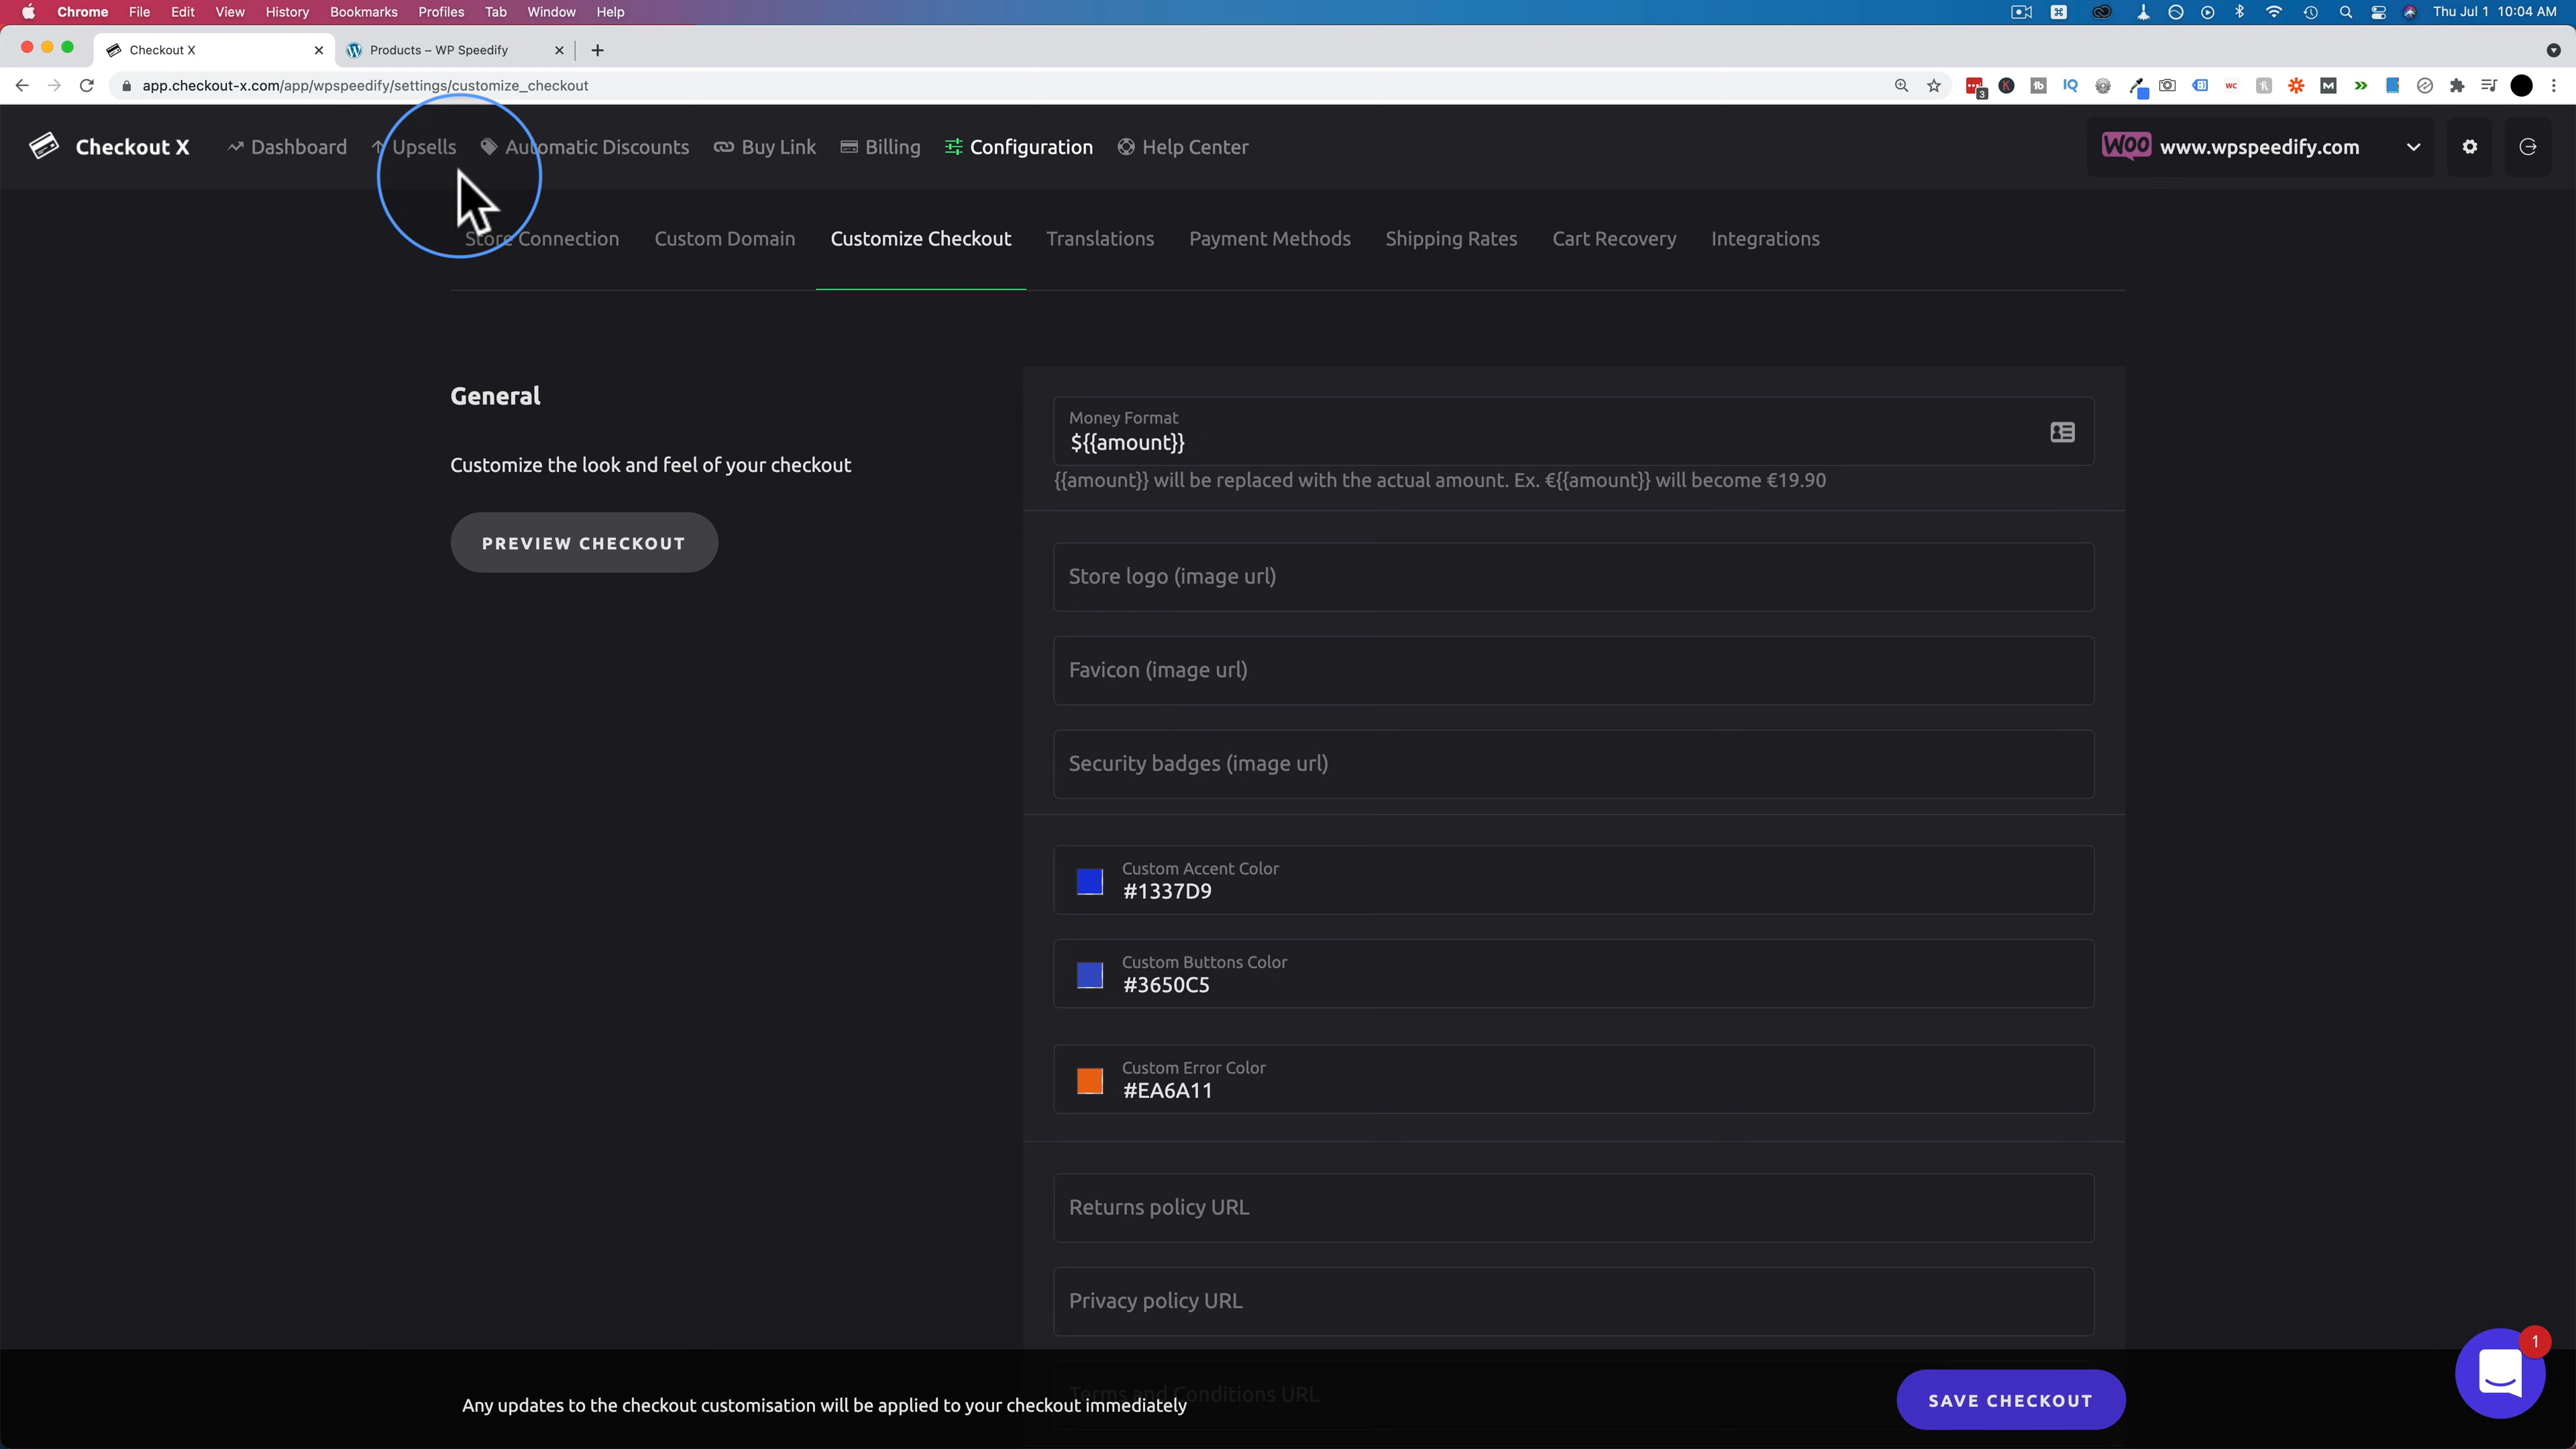 Chrome File Edit View History Bookmarks Profiles Tab Window Help Thu Jul 1 10:04 AM
Checkout X Products – WP Speedify
app.checkout-x.com/app/wpspeedify/settings/customize_checkout
Checkout X Dashboard Upsells Automatic Discounts Buy Link Billing Configuration Help Center WOO www.wpspeedify.com
Store Connection Custom Domain Customize Checkout Translations Payment Methods Shipping Rates Cart Recovery Integrations
General
Customize the look and feel of your checkout
PREVIEW CHECKOUT
Money Format
${{amount}}
{{amount}} will be replaced with the actual amount. Ex. €{{amount}} will become €19.90
Store logo (image url)
Favicon (image url)
Security badges (image url)
Custom Accent Color
#1337D9
Custom Buttons Color
#3650C5
Custom Error Color
#EA6A11
Returns policy URL
Privacy policy URL
Terms and Conditions URL
Any updates to the checkout customisation will be applied to your checkout immediately
SAVE CHECKOUT
1